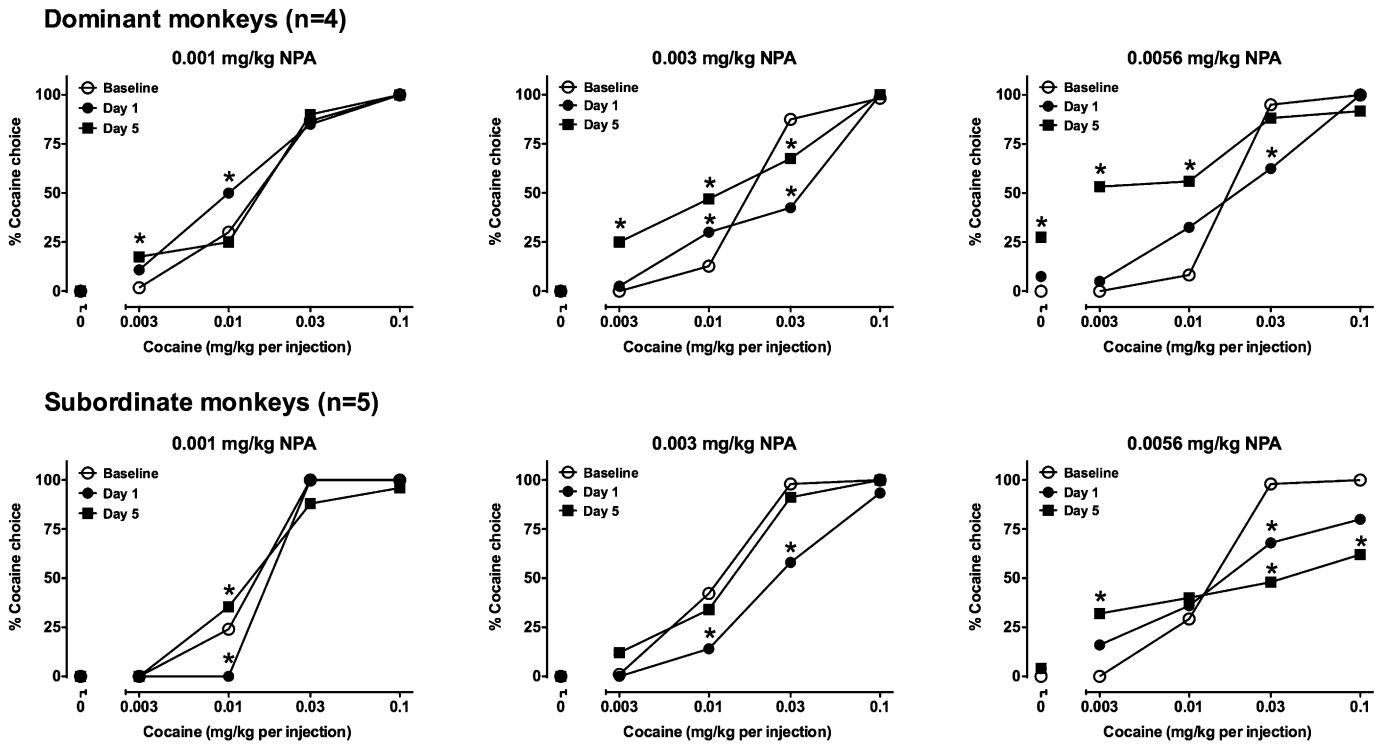 Dominant monkeys (n=4)
0.001 mg/kg NPA
% Cocaine choice
100
75
50
25
0
Baseline
Day 1
Day 5
*
*
0
0.003
0.01
0.03
0.1
Cocaine (mg/kg per injection)
0.003 mg/kg NPA
% Cocaine choice
100
75
50
25
0
Baseline
Day 1
Day 5
*
*
*
*
*
0
0.003
0.01
0.03
0.1
Cocaine (mg/kg per injection)
0.0056 mg/kg NPA
% Cocaine choice
100
75
50
25
0
Baseline
Day 1
Day 5
*
*
*
*
0
0.003
0.01
0.03
0.1
Cocaine (mg/kg per injection)
Subordinate monkeys (n=5)
0.001 mg/kg NPA
% Cocaine choice
100
75
50
25
0
Baseline
Day 1
Day 5
*
*
0
0.003
0.01
0.03
0.1
Cocaine (mg/kg per injection)
0.003 mg/kg NPA
% Cocaine choice
100
75
50
25
0
Baseline
Day 1
Day 5
*
*
0
0.003
0.01
0.03
0.1
Cocaine (mg/kg per injection)
0.0056 mg/kg NPA
% Cocaine choice
100
75
50
25
0
Baseline
Day 1
Day 5
*
*
*
*
0
0.003
0.01
0.03
0.1
Cocaine (mg/kg per injection)